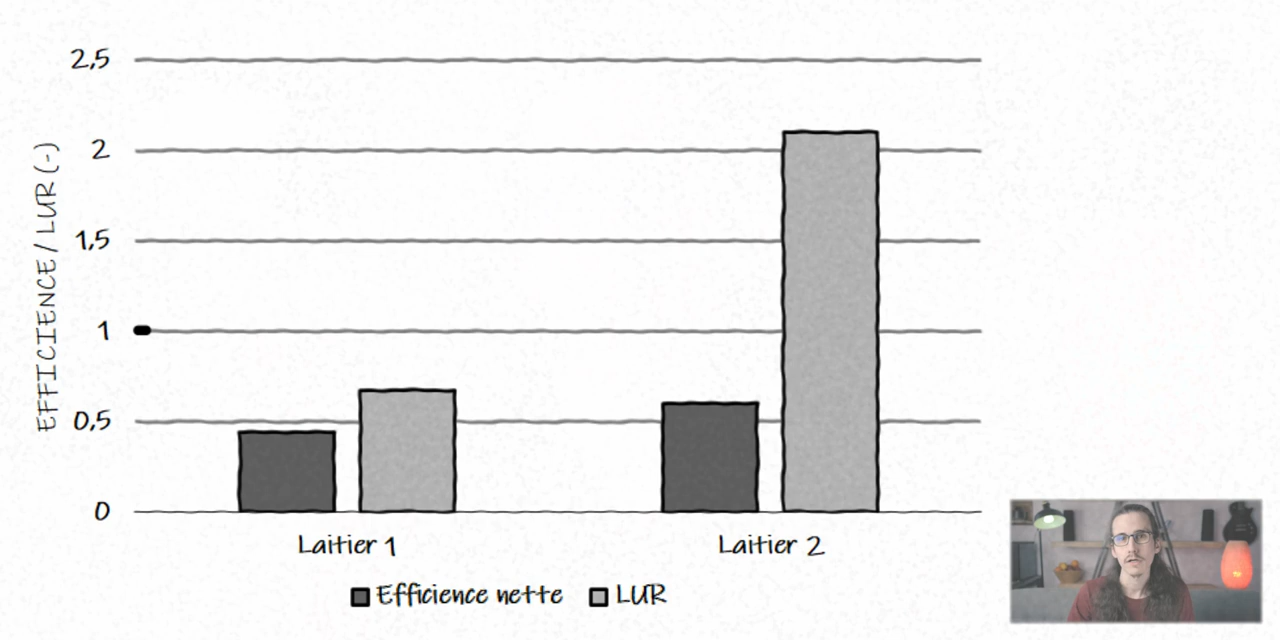 2,5
2
1,5
1
0,5
0
EFFICIENCE / LUR (-)
Laitier 1
Laitier 2
Efficience nette
LUR